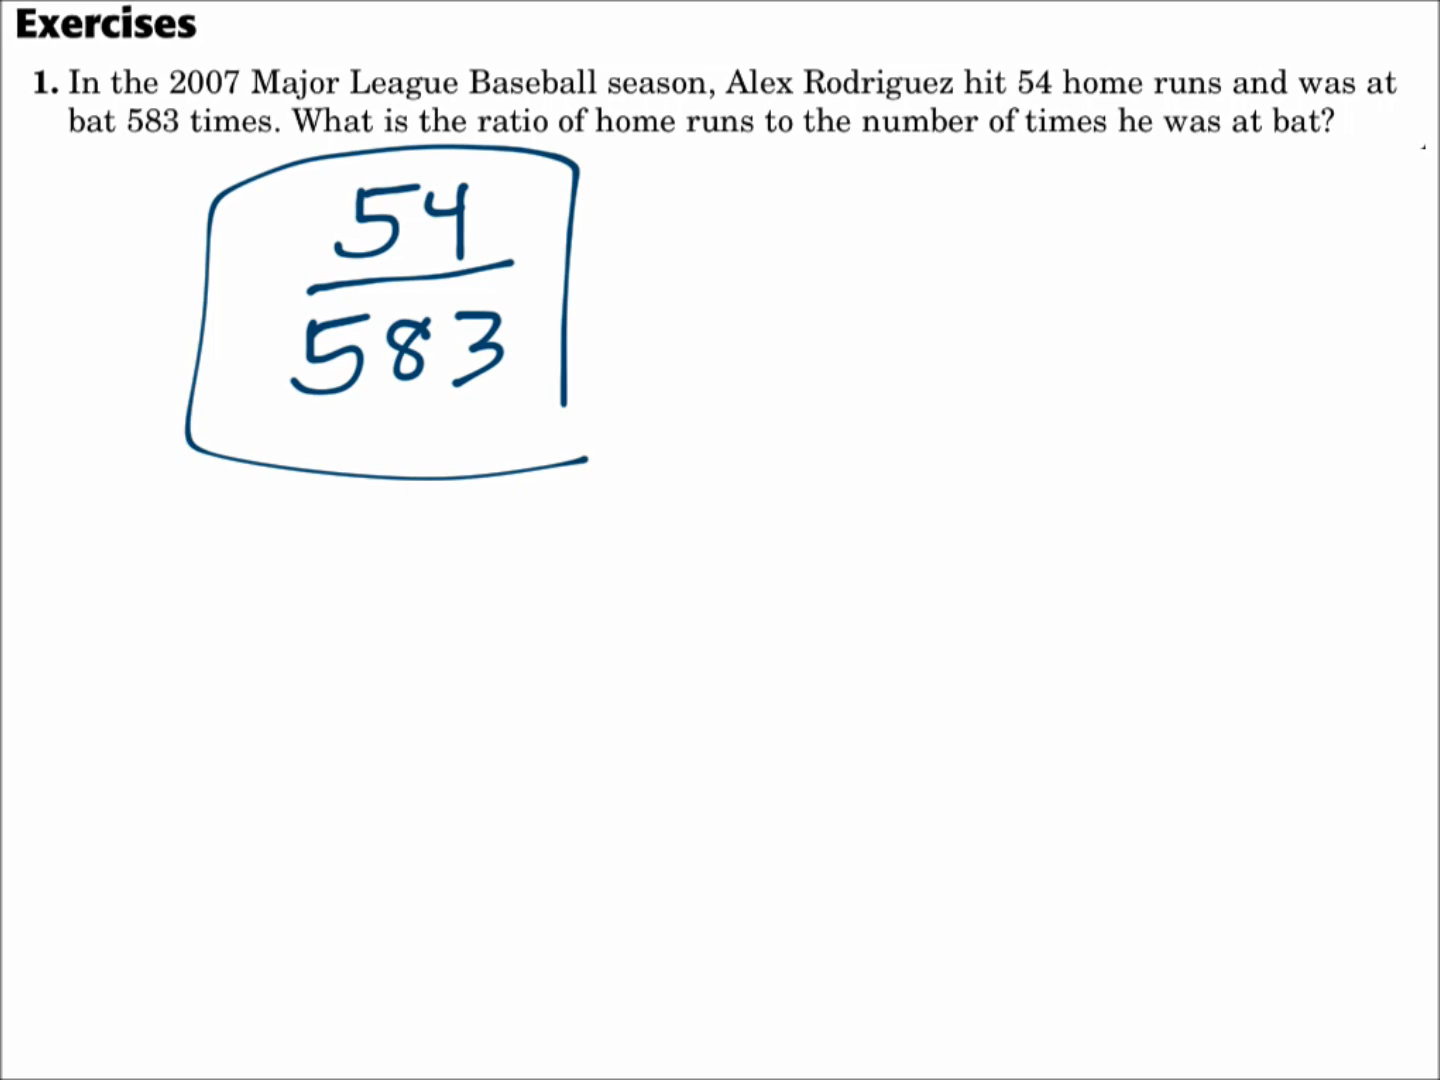 Exercises
1. In the 2007 Major League Baseball season, Alex Rodriguez hit 54 home runs and was at
bat 583 times. What is the ratio of home runs to the number of times he was at bat?
54
583